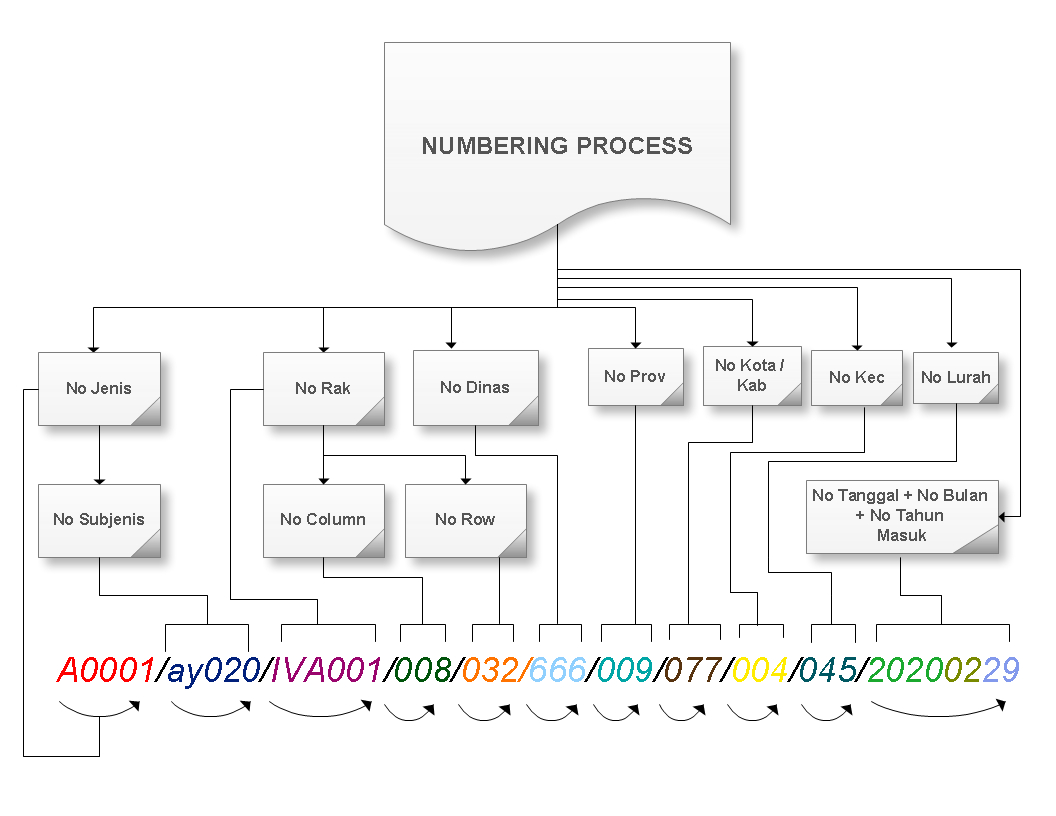 NUMBERING PROCESS
No Jenis
No Rak
No Dinas
No Prov
No Kota /
Kab
No Kec
No Lurah
No Subjenis
No Column
No Row
No Tanggal + No Bulan
+ No Tahun
Masuk
A0001/ay020/IVA001/008/032/666/009/077/004/045/20200229